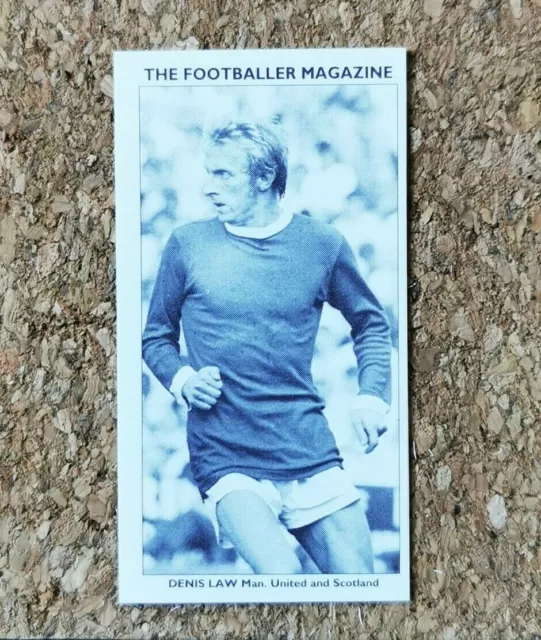 THE FOOTBALLER MAGAZINE
DENIS LAW Man. United and Scotland